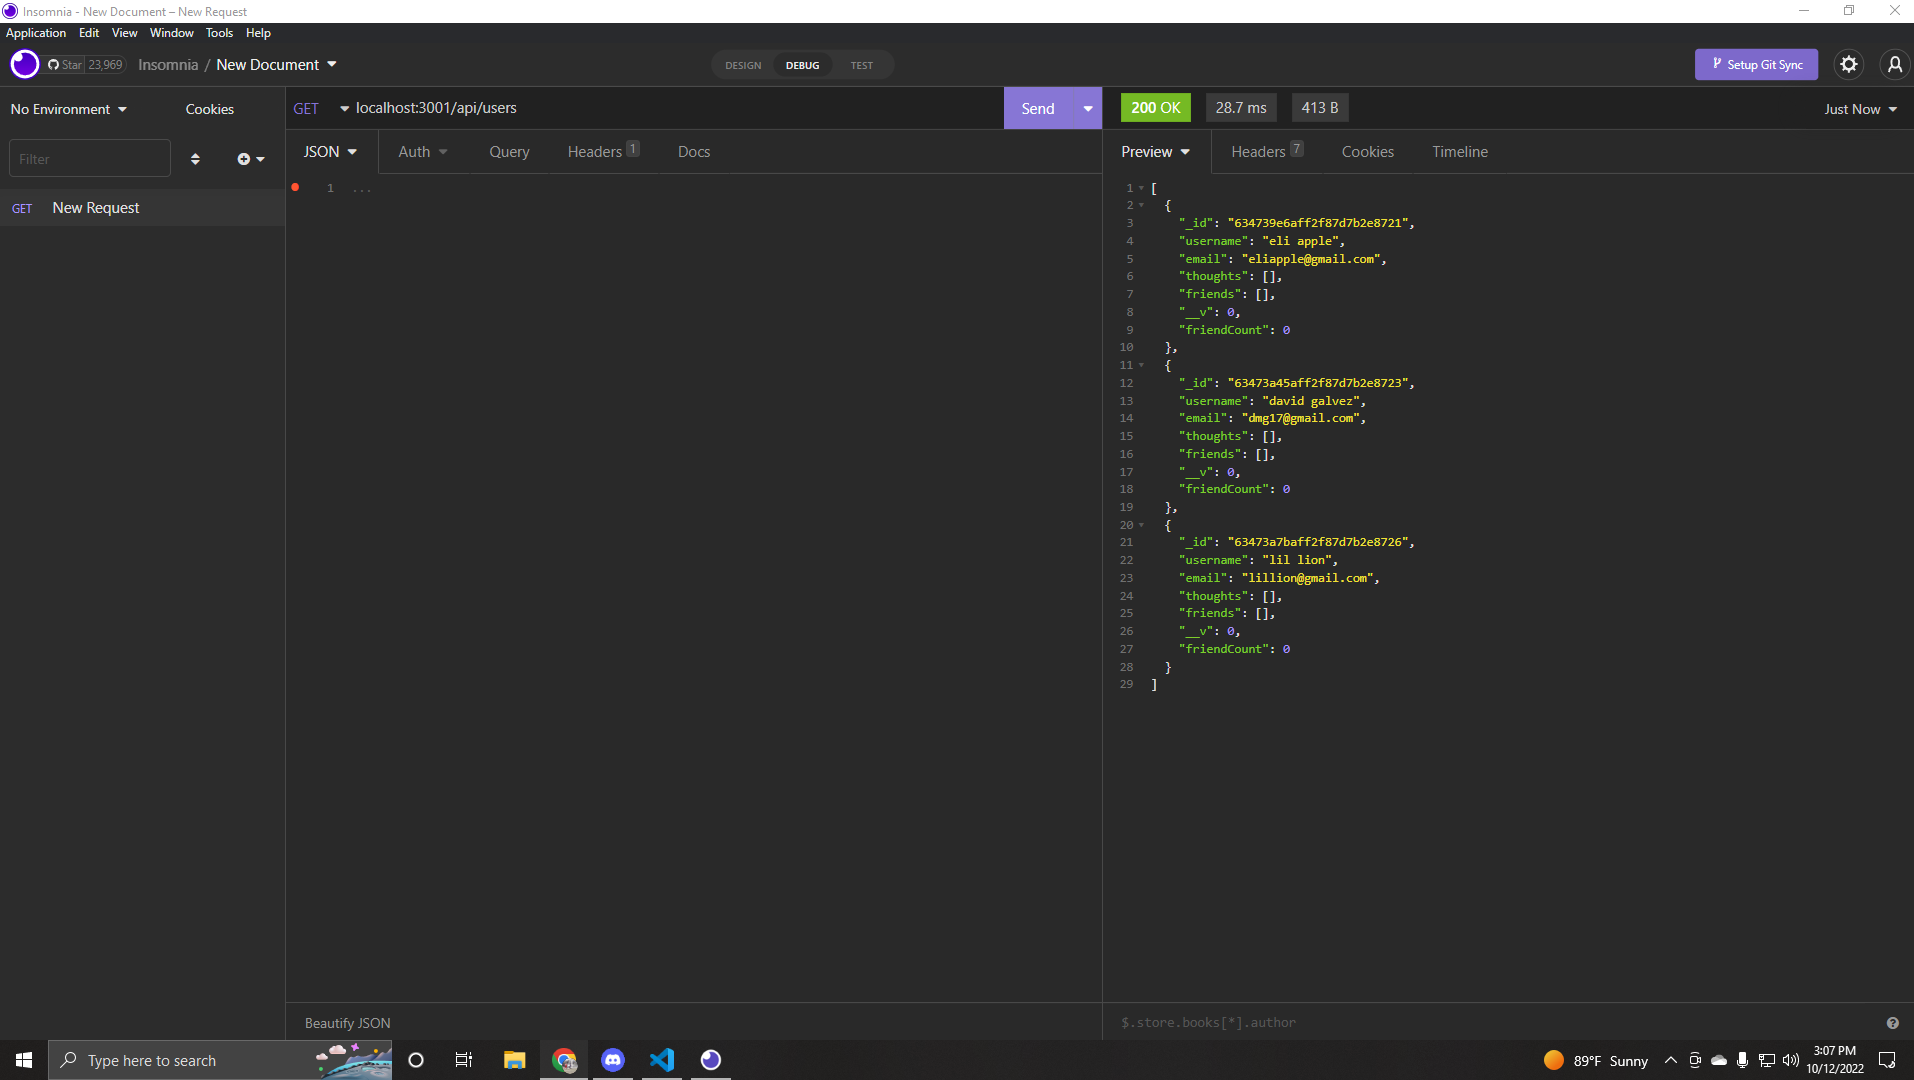 Insomnia - New Document – New Request
Application Edit View Window Tools Help
Star 23,969 Insomnia / New Document DESIGN DEBUG TEST Setup Git Sync
No Environment Cookies GET localhost:3001/api/users Send 200 OK 28.7 ms 413 B Just Now
Filter JSON Auth Query Headers 1 Docs Preview Headers 7 Cookies Timeline
GET New Request
1 ...
1 [
2 {
3 "_id": "634739e6aff2f87d7b2e8721",
4 "username": "eli apple",
5 "email": "eliapple@gmail.com",
6 "thoughts": [],
7 "friends": [],
8 "__v": 0,
9 "friendCount": 0
10 },
11 {
12 "_id": "63473a45aff2f87d7b2e8723",
13 "username": "david galvez",
14 "email": "dmg17@gmail.com",
15 "thoughts": [],
16 "friends": [],
17 "__v": 0,
18 "friendCount": 0
19 },
20 {
21 "_id": "63473a7baff2f87d7b2e8726",
22 "username": "lil lion",
23 "email": "lillion@gmail.com",
24 "thoughts": [],
25 "friends": [],
26 "__v": 0,
27 "friendCount": 0
28 }
29 ]
Beautify JSON $.store.books[*].author
Type here to search 89°F Sunny 3:07 PM
10/12/2022